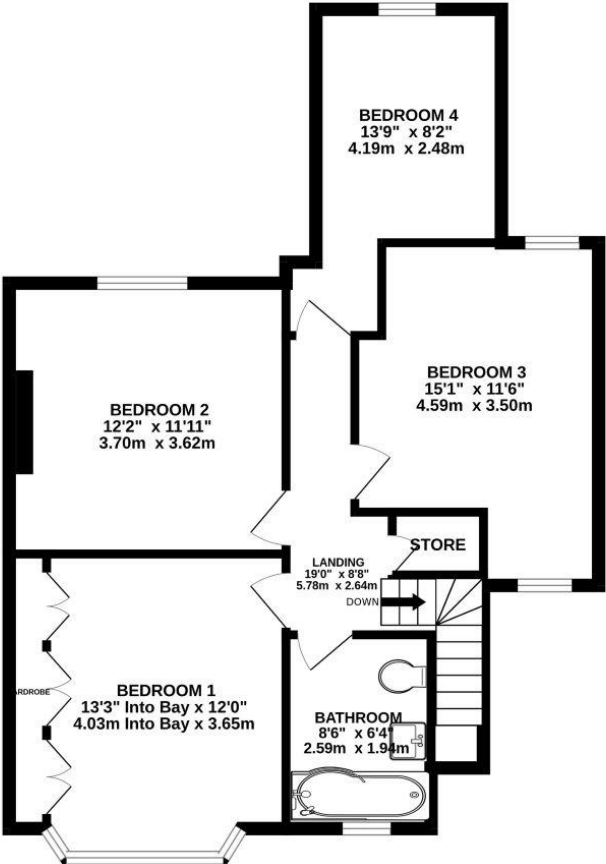 BEDROOM 4
13'9" x 8'2"
4.19m x 2.48m
BEDROOM 3
15'1" x 11'6"
4.59m x 3.50m
BEDROOM 2
12'2" x 11'11"
3.70m x 3.62m
STORE
LANDING
19'0" x 8'8"
5.78m x 2.64m
DOWN
ARDROBE
BEDROOM 1
13'3" Into Bay x 12'0"
4.03m Into Bay x 3.65m
BATHROOM
8'6" x 6'4"
2.59m x 1.94m